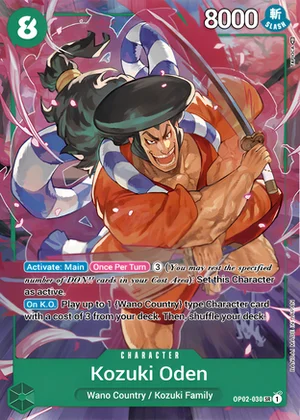 8
8000
斬
SLASH
Activate: Main Once Per Turn ③ (You may rest the specified
number of DON!! cards in your Cost Area): Set this Character
as active.
On K.O. Play up to 1 {Wano Country} type Character card
with a cost of 3 from your deck. Then, shuffle your deck.
CHARACTER
Kozuki Oden
Wano Country / Kozuki Family
OP02-030 SR 1